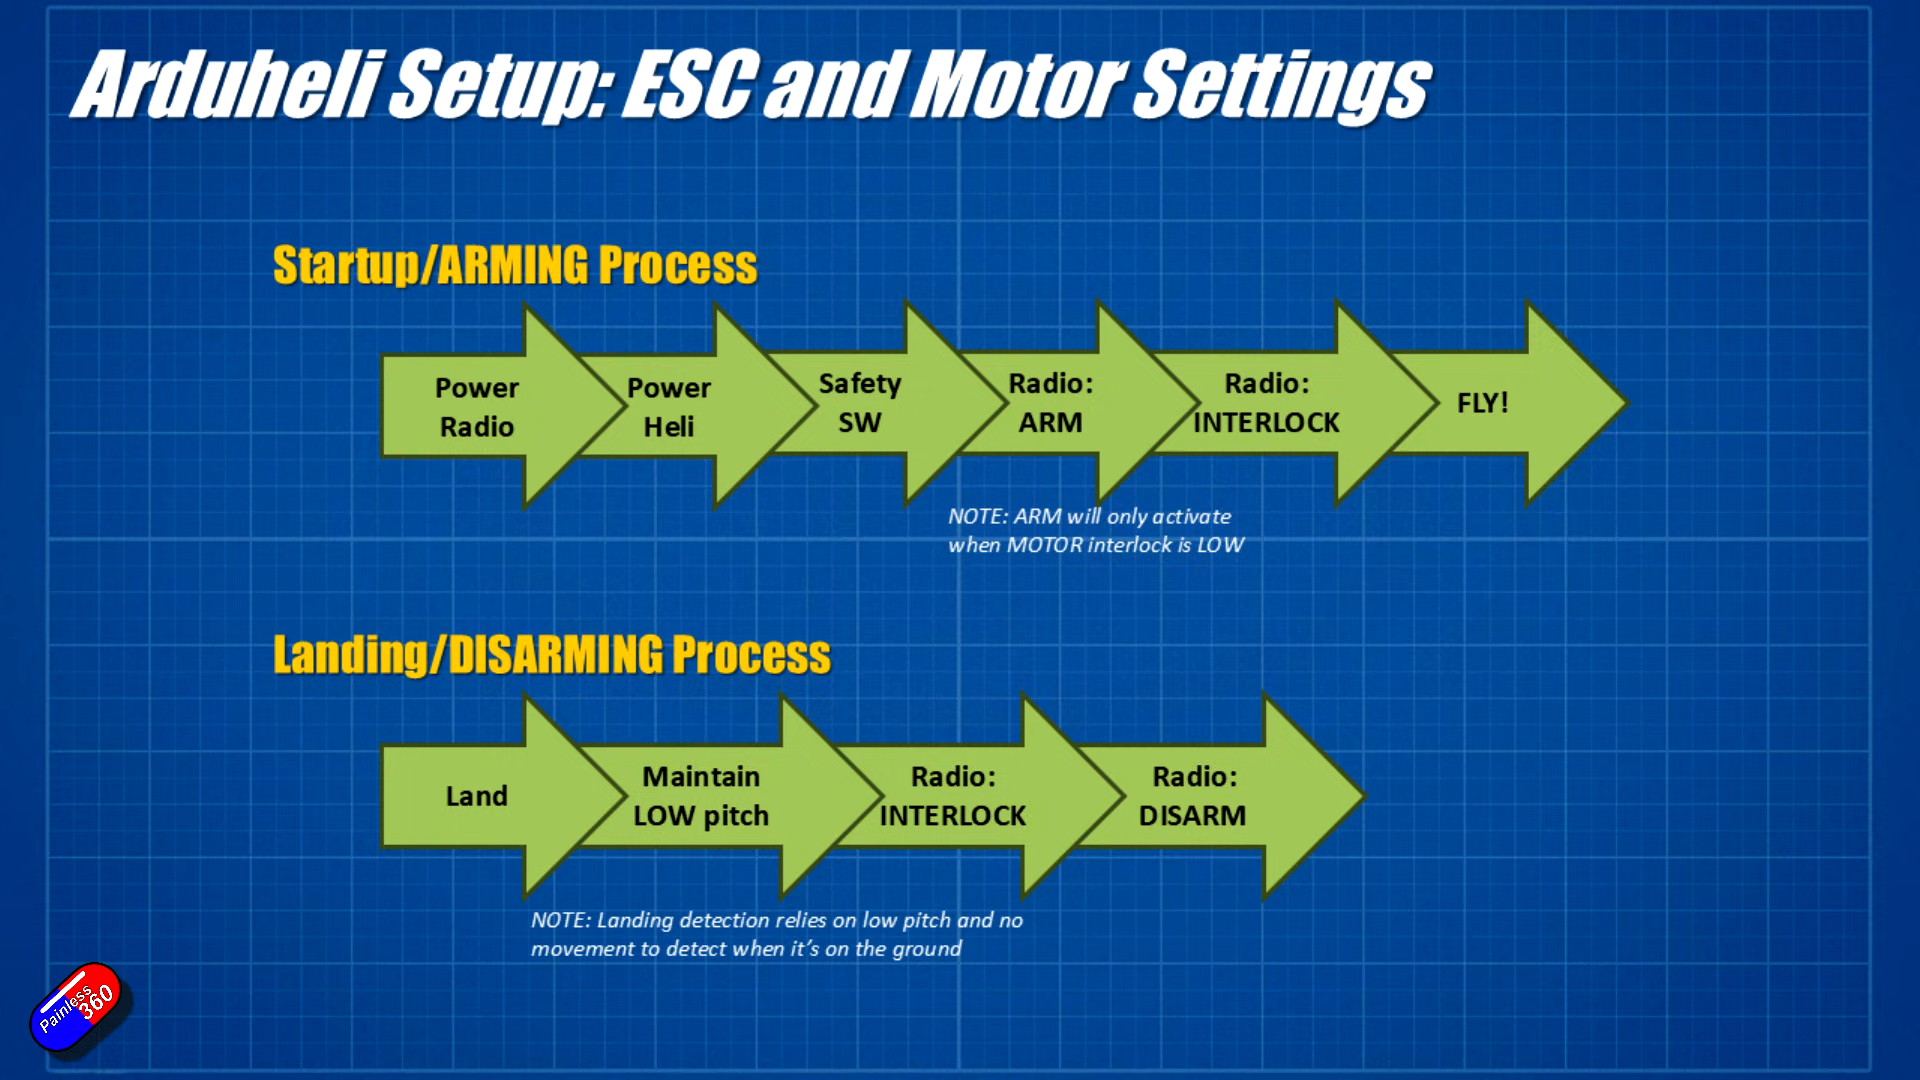 Arduheli Setup: ESC and Motor Settings
Startup/ARMING Process
Power
Radio
Power
Heli
Safety
SW
Radio:
ARM
Radio:
INTERLOCK
FLY!
NOTE: ARM will only activate
when MOTOR interlock is LOW
Landing/DISARMING Process
Land
Maintain
LOW pitch
Radio:
INTERLOCK
Radio:
DISARM
NOTE: Landing detection relies on low pitch and no
movement to detect when it’s on the ground
Painless
360